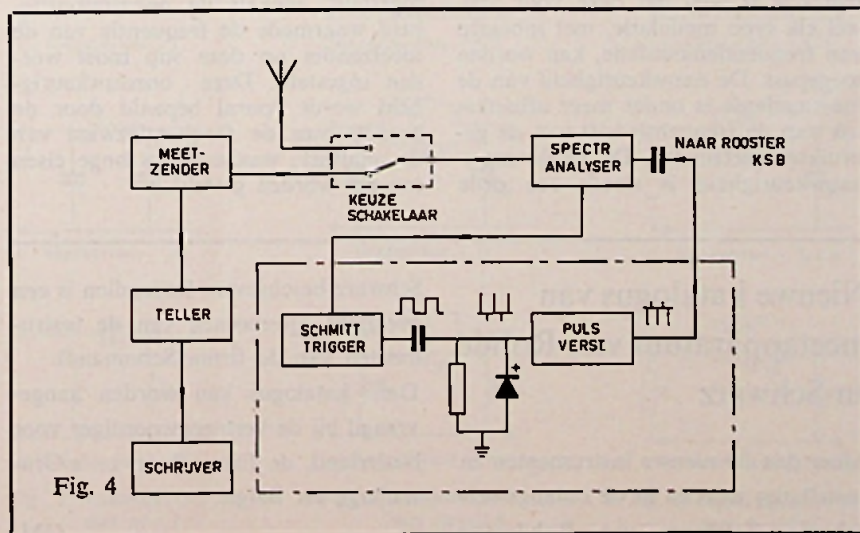 MEET-
ZENDER
KEUZE
SCHAKELAAR
SPECTR
ANALYSER
NAAR ROOSTER
KSB
TELLER
SCHMITT
TRIGGER
PULS
VERST
SCHRIJVER
Fig. 4